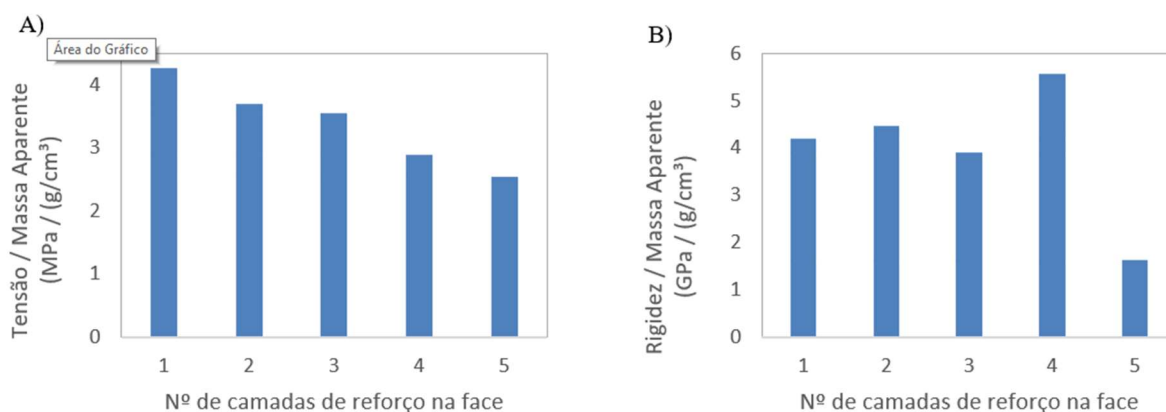 A)
Área do Gráfico
Tensão / Massa Aparente
(MPa / (g/cm³)
4
3
2
1
0
1 2 3 4 5
Nº de camadas de reforço na face
B)
Rigidez / Massa Aparente
(GPa / (g/cm³)
6
5
4
3
2
1
0
1 2 3 4 5
Nº de camadas de reforço na face